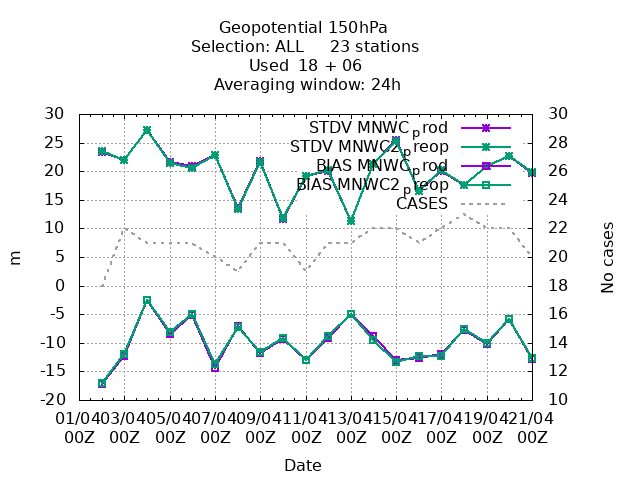 Geopotential 150hPa
Selection: ALL 23 stations
Used 18 + 06
Averaging window: 24h
STDV MNWC_prod
STDV MNWC2_preop
BIAS MNWC_prod
BIAS MNWC2_preop
CASES
30
25
20
15
10
5
0
-5
-10
-15
-20
m
30
28
26
24
22
20
18
16
14
12
10
No cases
01/04 03/04 05/04 07/04 09/04 11/04 13/04 15/04 17/04 19/04 21/04
00Z 00Z 00Z 00Z 00Z 00Z 00Z 00Z 00Z 00Z 00Z
Date